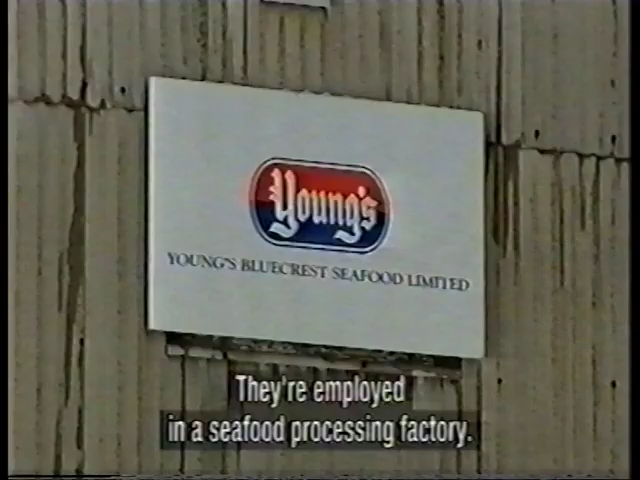 Young's
YOUNG'S BLUECREST SEAFOOD LIMITED
They're employed
in a seafood processing factory.